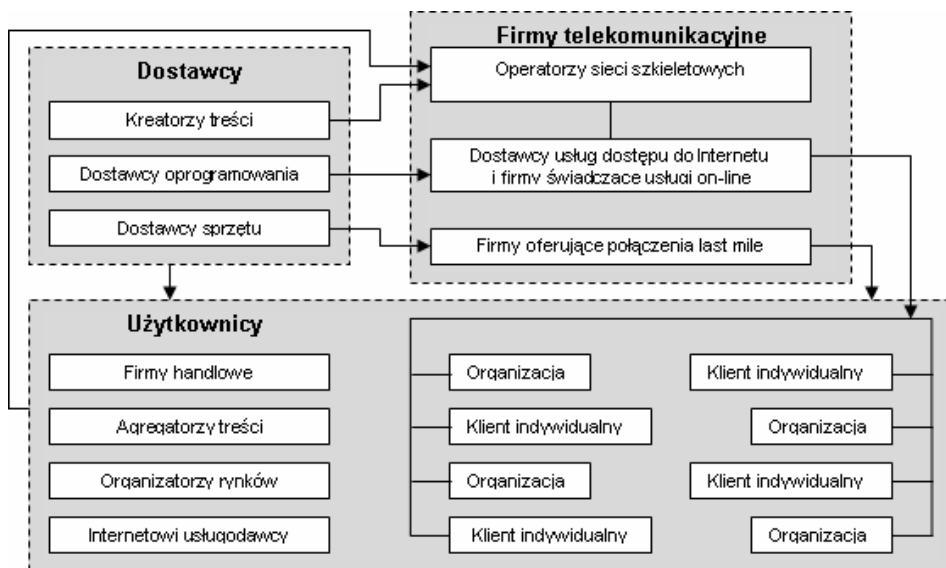 Dostawcy
Kreatorzy treści
Dostawcy oprogramowania
Dostawcy sprzętu
Firmy telekomunikacyjne
Operatorzy sieci szkieletowych
Dostawcy usług dostępu do Internetu
i firmy świadczące usługi on-line
Firmy oferujące połączenia last mile
Użytkownicy
Firmy handlowe
Agregatorzy treści
Organizatorzy rynków
Internetowi usługodawcy
Organizacja
Klient indywidualny
Klient indywidualny
Organizacja
Organizacja
Klient indywidualny
Klient indywidualny
Organizacja